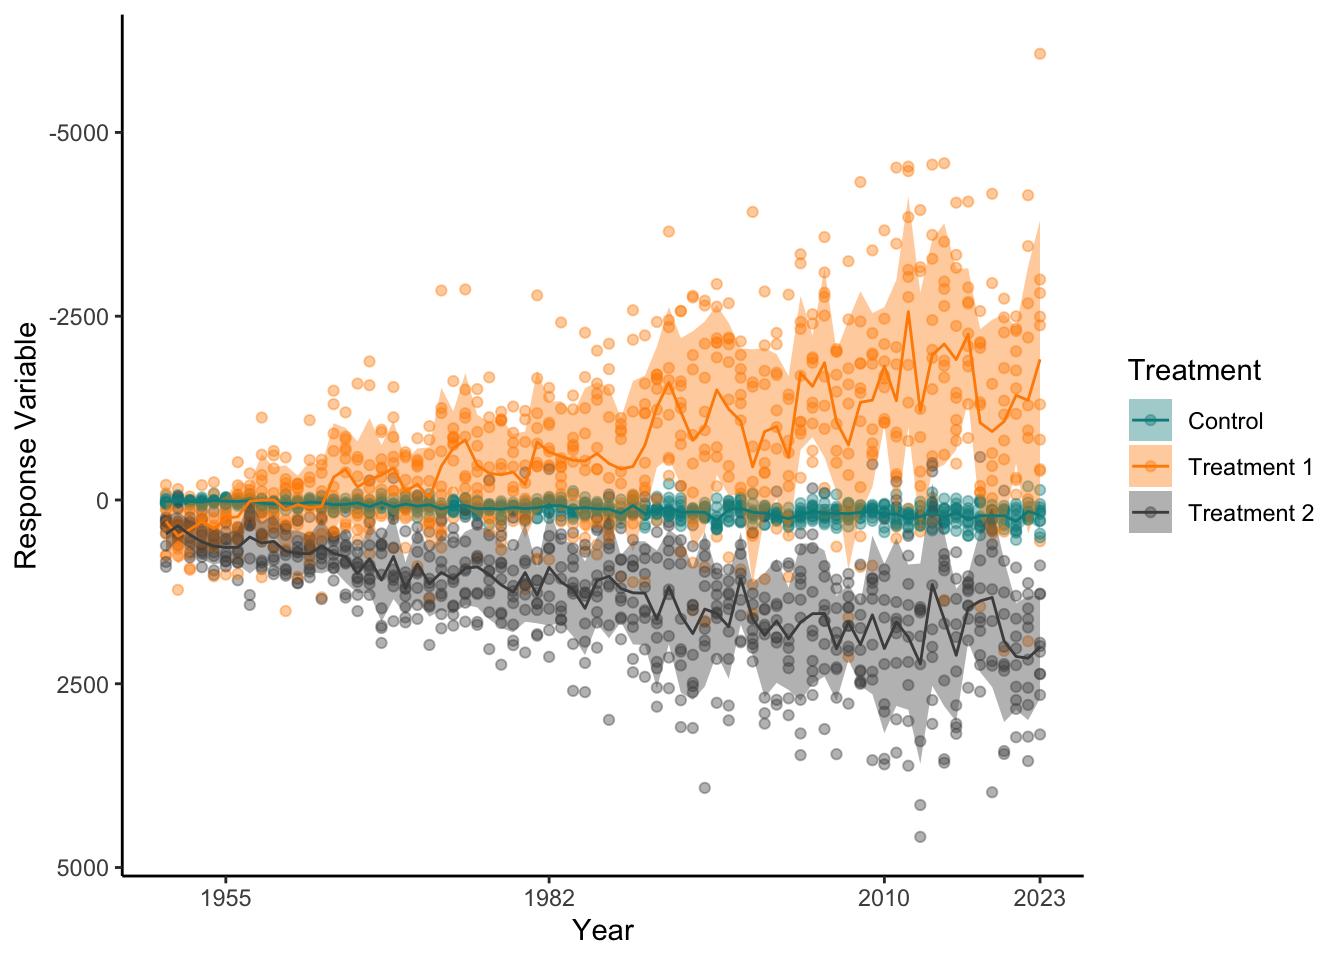 -5000
-2500
0
2500
5000
Response Variable
1955
1982
2010
2023
Year
Treatment
Control
Treatment 1
Treatment 2